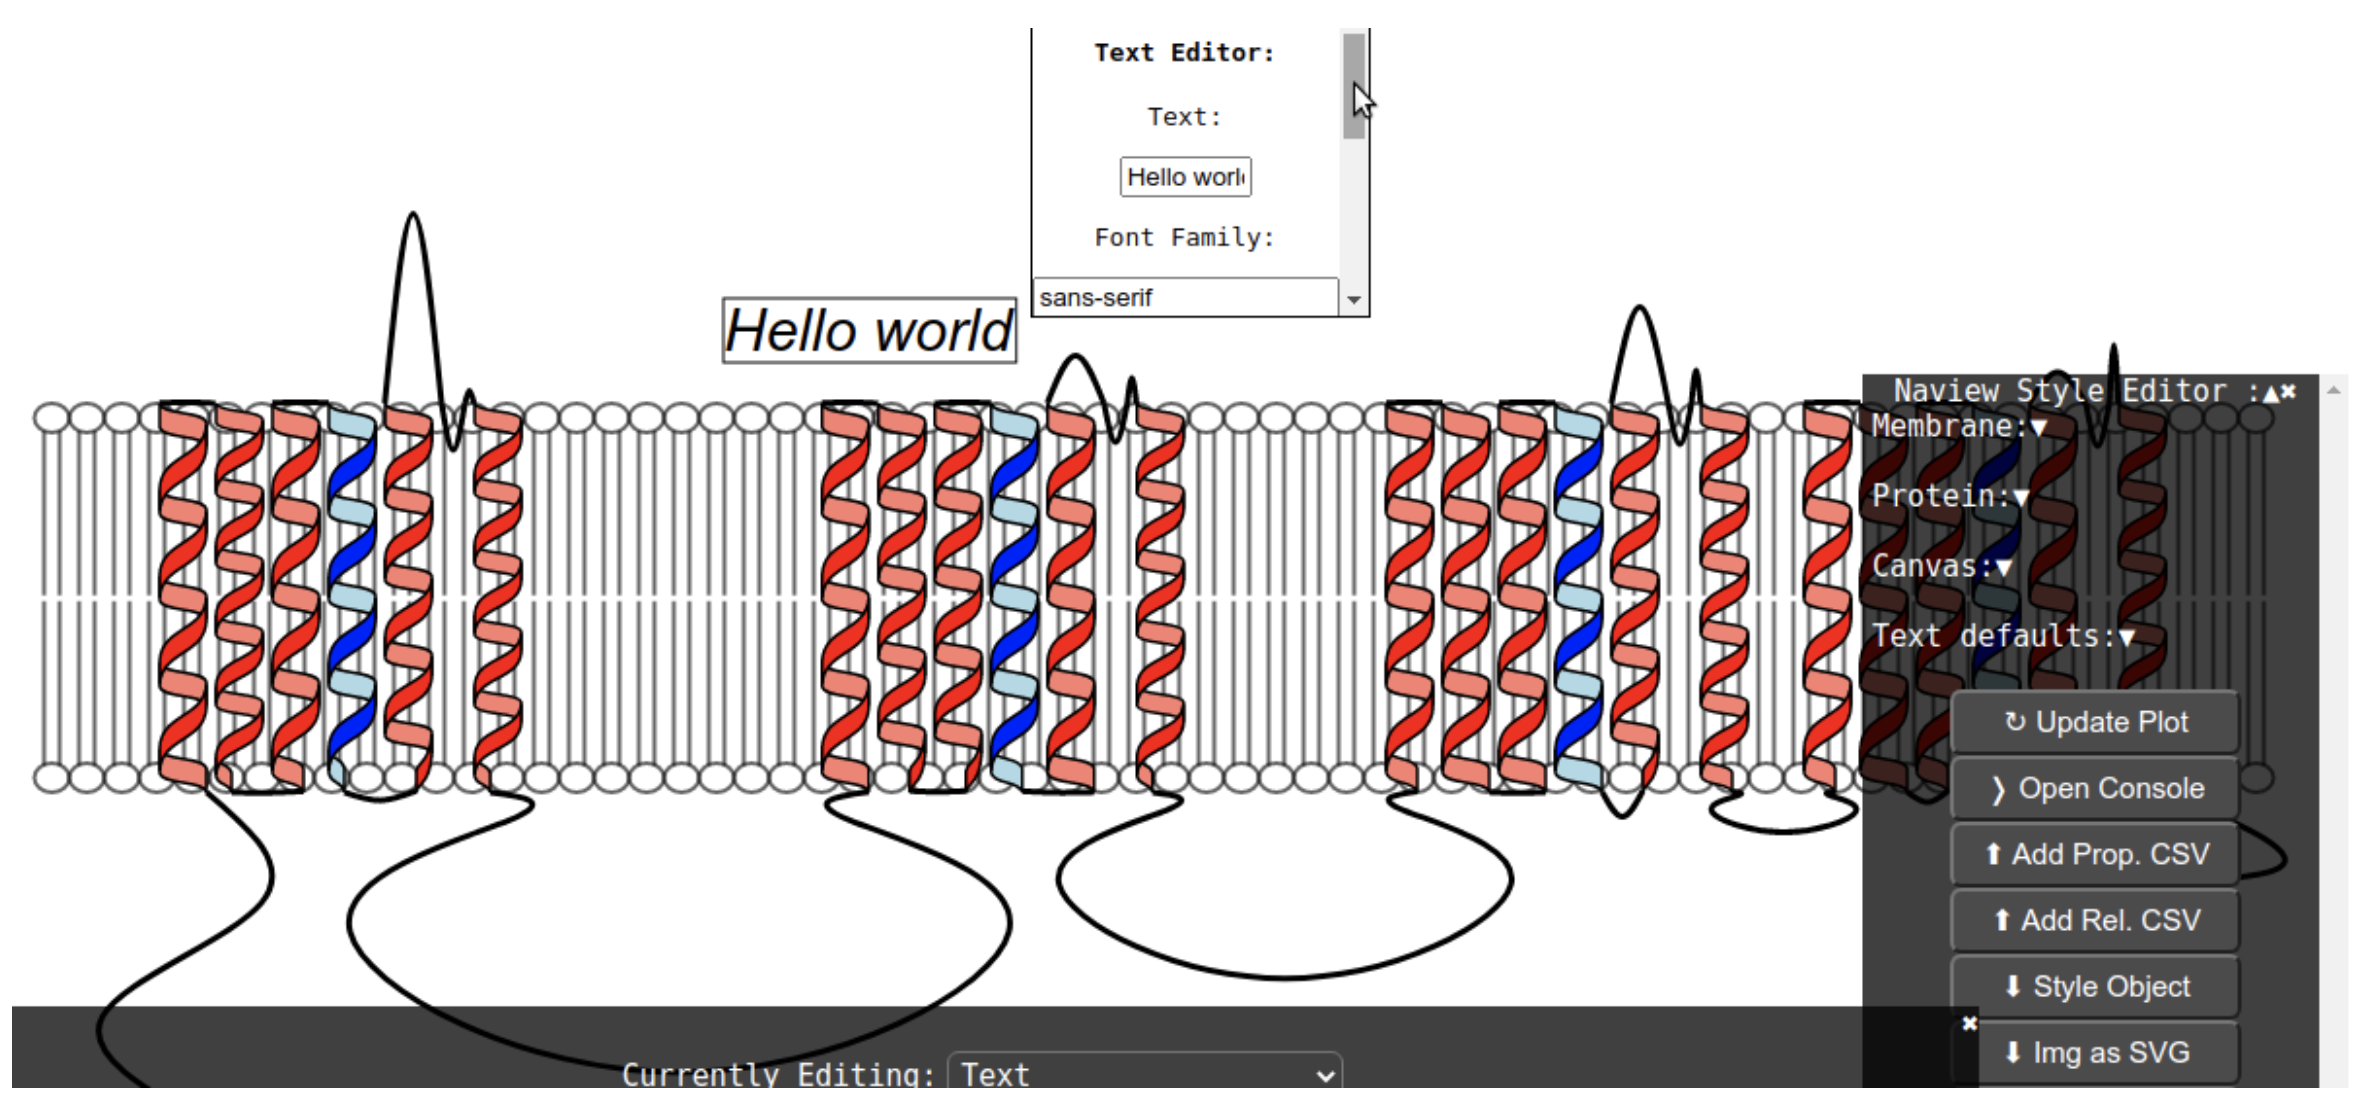 Text Editor:
Text:
Hello worl
Font Family:
sans-serif
Hello world
Naview Style Editor :▲✖
Membrane:▼
Protein:▼
Canvas:▼
Text defaults:▼
↻ Update Plot
❭ Open Console
⬆ Add Prop. CSV
⬆ Add Rel. CSV
⬇ Style Object
⬇ Img as SVG
✖
Currently Editing: Text